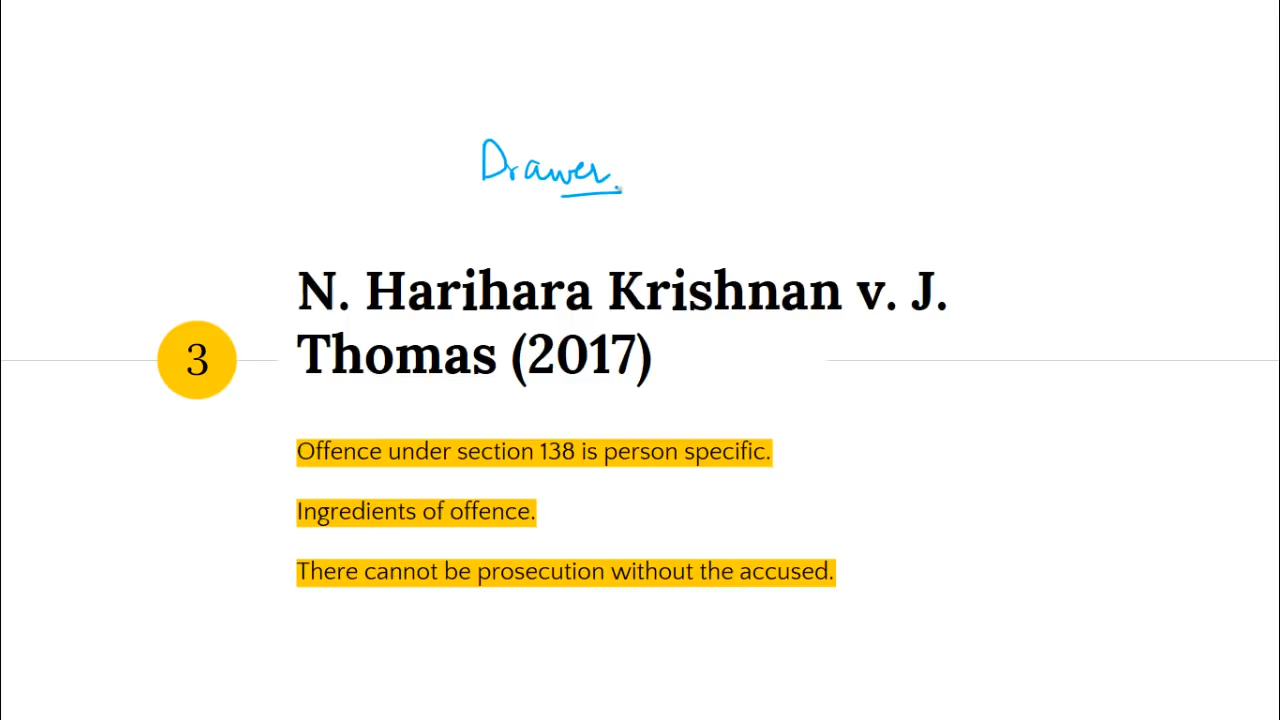 Drawer.
N. Harihara Krishnan v. J.
3
Thomas (2017)
Offence under section 138 is person specific.
Ingredients of offence.
There cannot be prosecution without the accused.